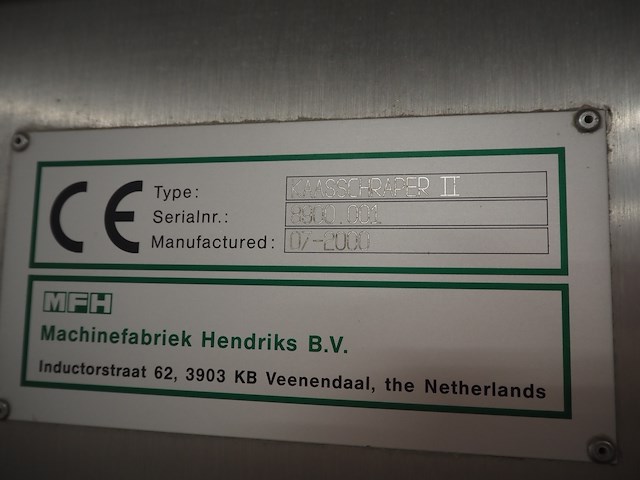 CE
Type: KAASSCHRAPER II
Serialnr.: 8900.001
Manufactured: 07-2000
MFH
Machinefabriek Hendriks B.V.
Inductorstraat 62, 3903 KB Veenendaal, the Netherlands